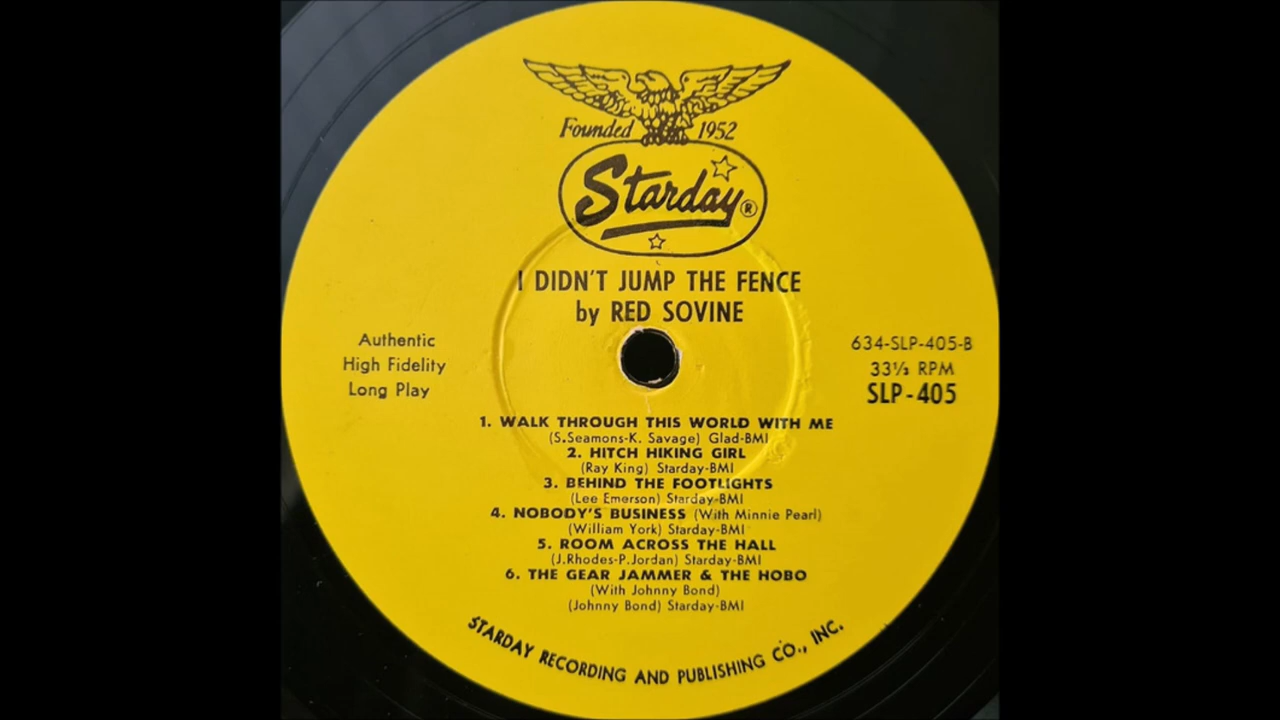 Founded 1952
Starday®
I DIDN'T JUMP THE FENCE
by RED SOVINE
Authentic
High Fidelity
Long Play
634-SLP-405-B
33⅓ RPM
SLP-405
1. WALK THROUGH THIS WORLD WITH ME
(S.Seamons-K. Savage) Glad-BMI
2. HITCH HIKING GIRL
(Ray King) Starday-BMI
3. BEHIND THE FOOTLIGHTS
(Lee Emerson) Starday-BMI
4. NOBODY'S BUSINESS (With Minnie Pearl)
(William York) Starday-BMI
5. ROOM ACROSS THE HALL
(J.Rhodes-P.Jordan) Starday-BMI
6. THE GEAR JAMMER & THE HOBO
(With Johnny Bond)
(Johnny Bond) Starday-BMI
STARDAY RECORDING AND PUBLISHING CO., INC.